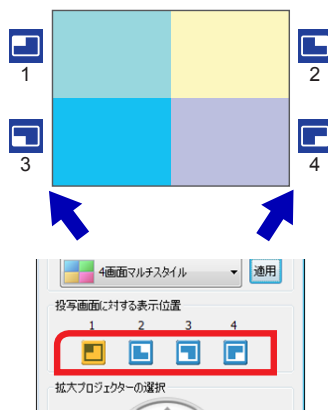 1
2
3
4
4画面マルチスタイル
適用
投写画面に対する表示位置
1 2 3 4
拡大プロジェクターの選択